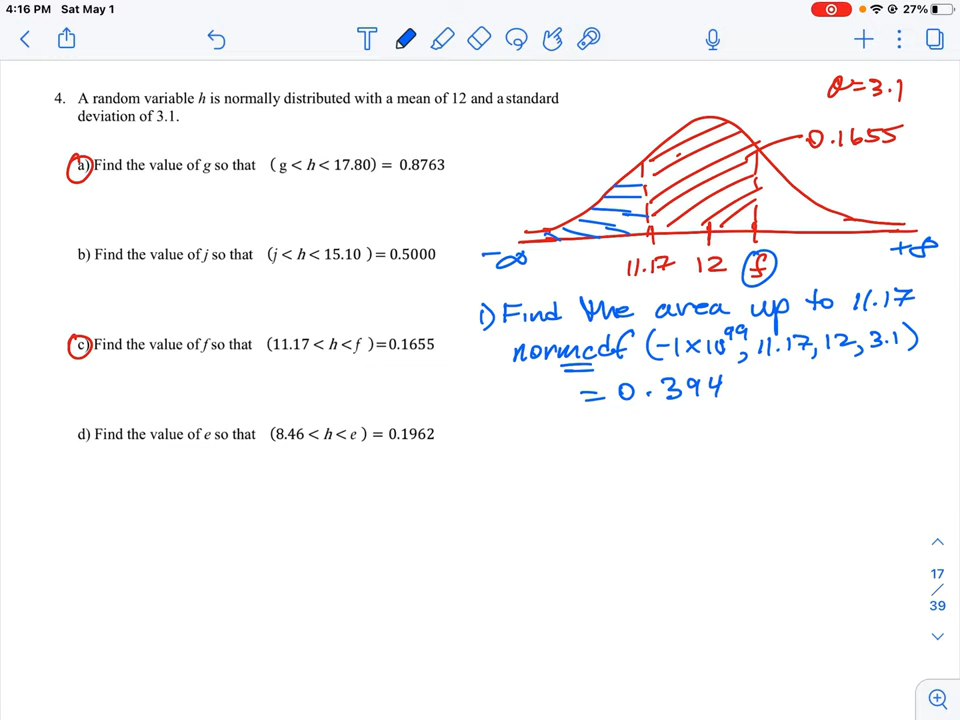 4:16 PM Sat May 1
27%
T
4. A random variable h is normally distributed with a mean of 12 and a standard
deviation of 3.1.
a) Find the value of g so that ( g < h < 17.80) = 0.8763
b) Find the value of j so that (j < h < 15.10 ) = 0.5000
c) Find the value of f so that (11.17 < h < f ) =0.1655
d) Find the value of e so that (8.46 < h < e ) = 0.1962
σ=3.1
0.1655
-∞
+∞
11.17 12 f
1) Find the area up to 11.17
normcdf (-1×10^99, 11.17, 12, 3.1)
= 0.394
17
/
39